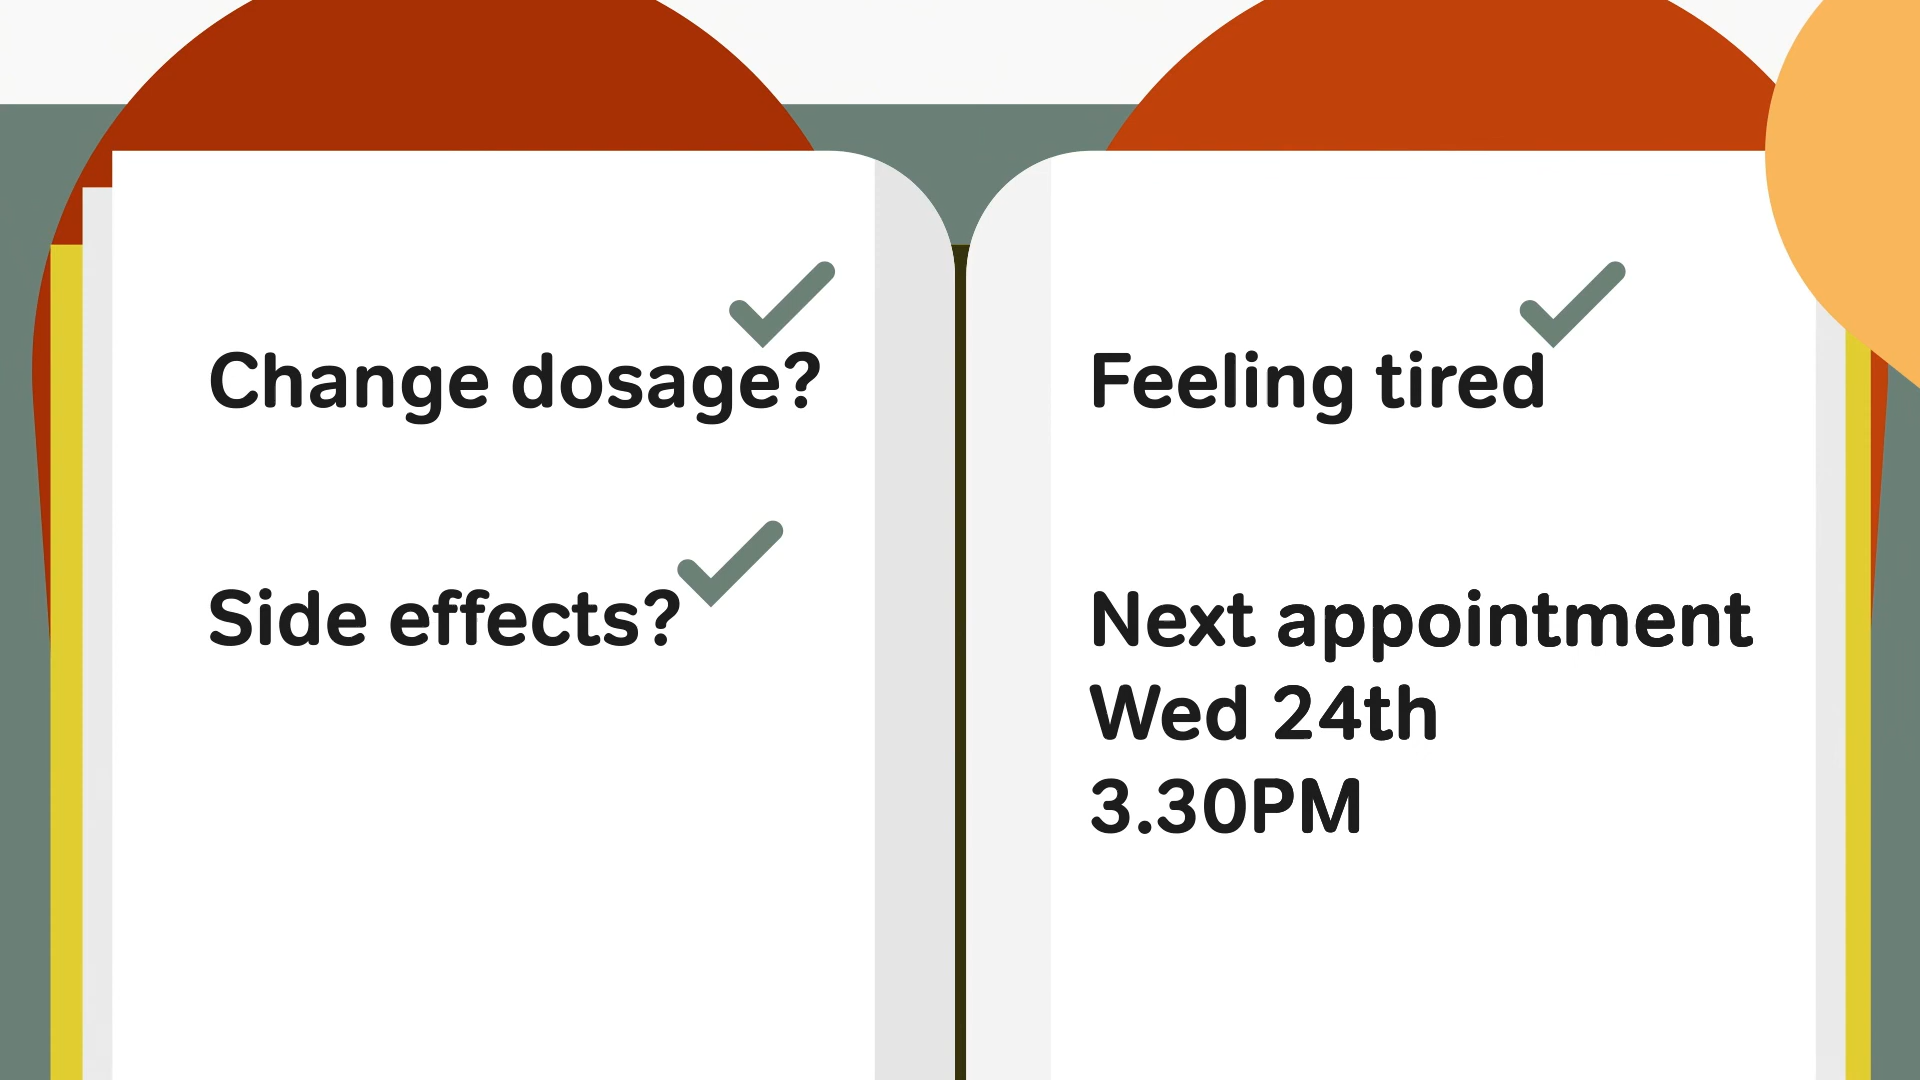 Change dosage?
Side effects?
Feeling tired
Next appointment
Wed 24th
3.30PM